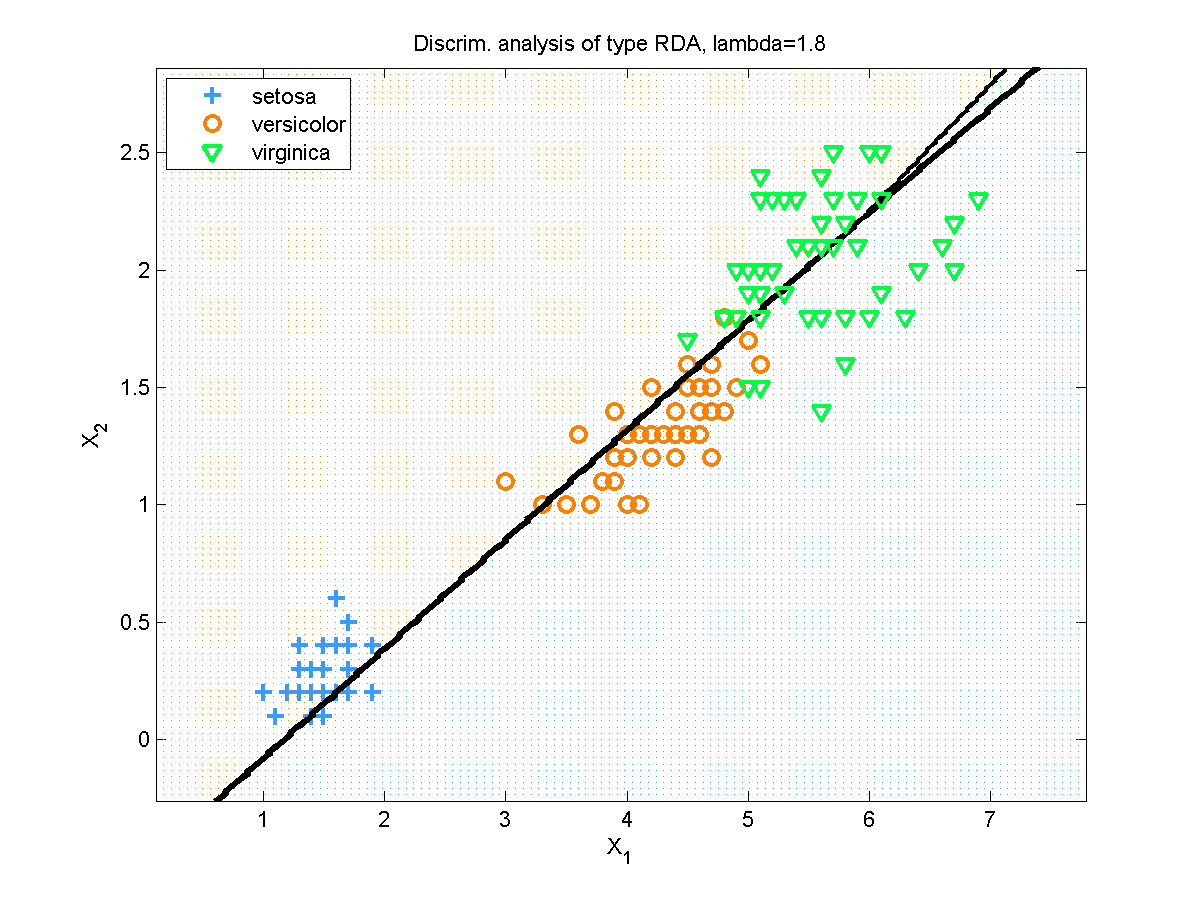 Discrim. analysis of type RDA, lambda=1.8
setosa
versicolor
virginica
2.5
2
1.5
1
0.5
0
X2
1 2 3 4 5 6 7
X1